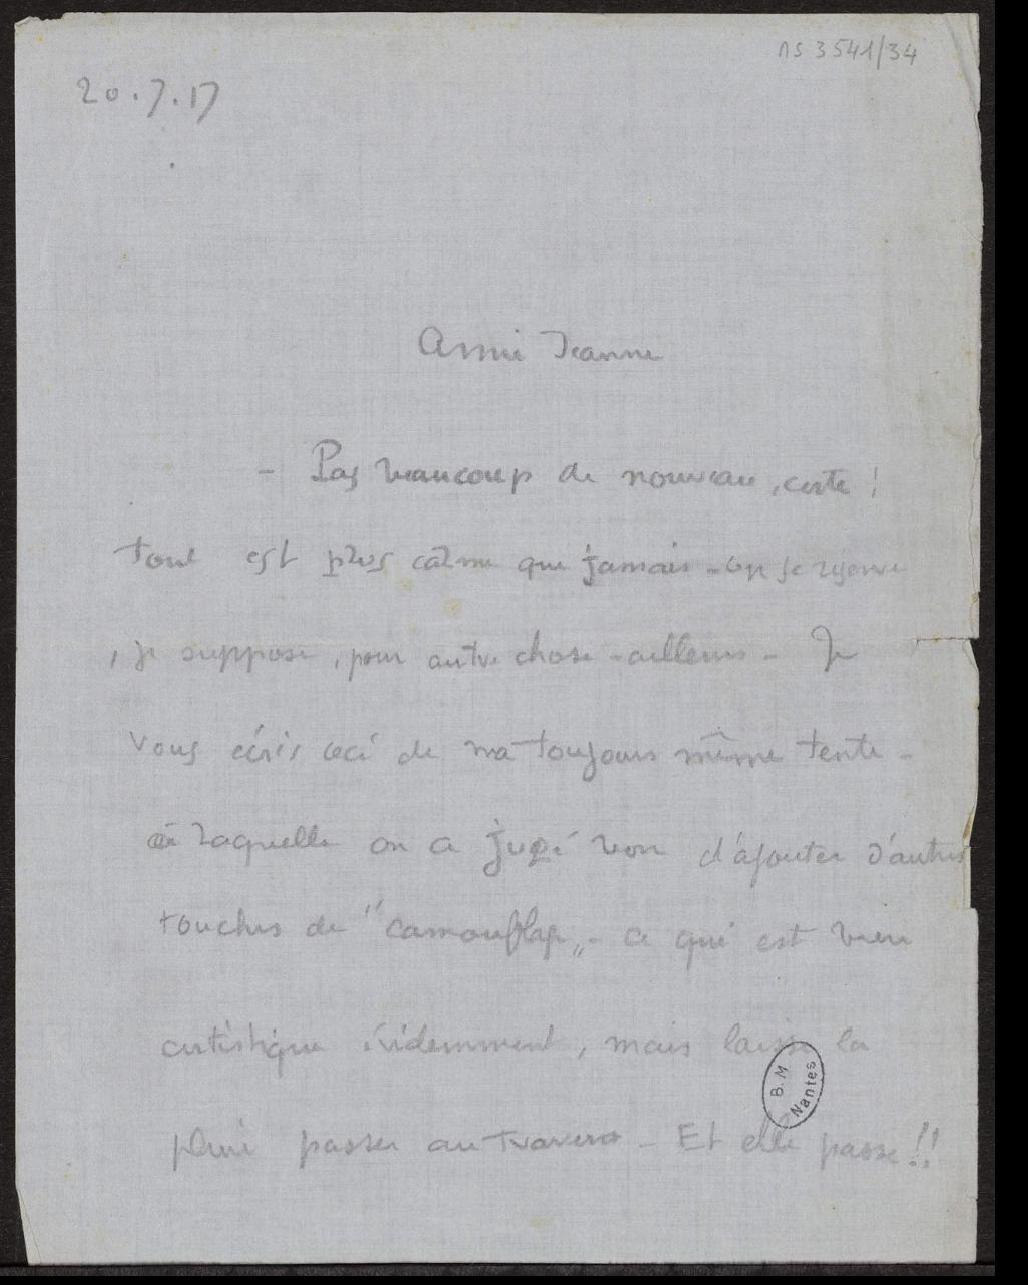 MS 3541/34
20.7.17
Amie Jeanne
- Pas beaucoup de nouveau, certe !
tout est plus calme que jamais - on se réserve
, je suppose, pour autre chose - ailleurs - Je
vous écris ceci de ma toujours même tente -
à laquelle on a jugé bon d'ajouter d'autres
touches de "camouflage" - ce qui est bien
artistique évidemment, mais laisse la
pluie passer au travers - Et elle passe !!
B. M
Nantes